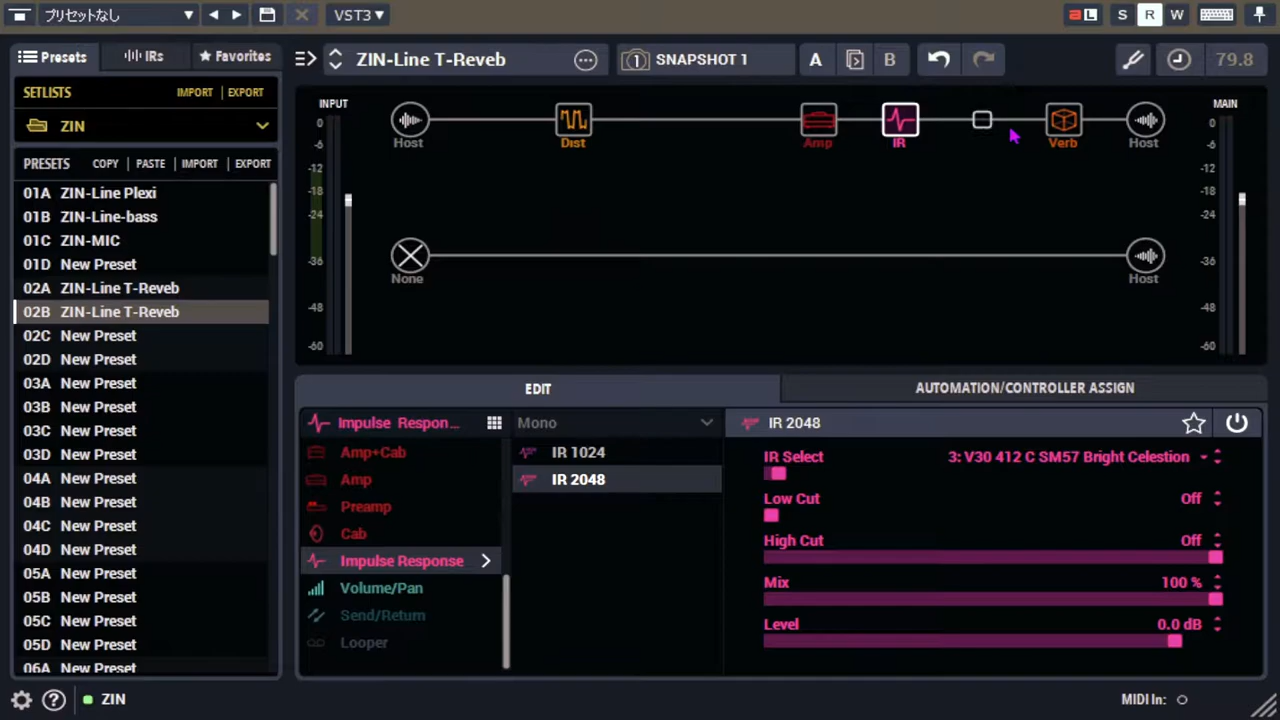 プリセットなし VST3 aL S R W
Presets IRs Favorites ZIN-Line T-Reveb 1 SNAPSHOT 1 A B 79.8
SETLISTS IMPORT EXPORT
ZIN
PRESETS COPY PASTE IMPORT EXPORT
01A ZIN-Line Plexi
01B ZIN-Line-bass
01C ZIN-MIC
01D New Preset
02A ZIN-Line T-Reveb
02B ZIN-Line T-Reveb
02C New Preset
02D New Preset
03A New Preset
03B New Preset
03C New Preset
03D New Preset
04A New Preset
04B New Preset
04C New Preset
04D New Preset
05A New Preset
05B New Preset
05C New Preset
05D New Preset
06A New Preset
INPUT
0
-6
-12
-18
-24
-36
-48
-60
Host Dist Amp IR Verb Host
None Host
MAIN
0
-6
-12
-18
-24
-36
-48
-60
EDIT AUTOMATION/CONTROLLER ASSIGN
Impulse Respon... Mono IR 2048
Amp+Cab
Amp
Preamp
Cab
Impulse Response
Volume/Pan
Send/Return
Looper
IR 1024
IR 2048
IR Select 3: V30 412 C SM57 Bright Celestion
Low Cut Off
High Cut Off
Mix 100 %
Level 0.0 dB
ZIN MIDI In: